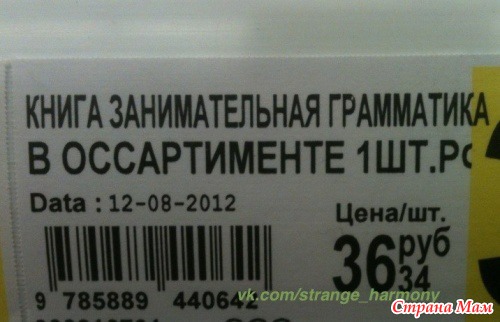 КНИГА ЗАНИМАТЕЛЬНАЯ ГРАММАТИКА
В ОССАРТИМЕНТЕ 1ШТ.Рс
Data : 12-08-2012
Цена/шт.
36 руб
34
9 785889 440642
vk.com/strange_harmony
Страна Мам